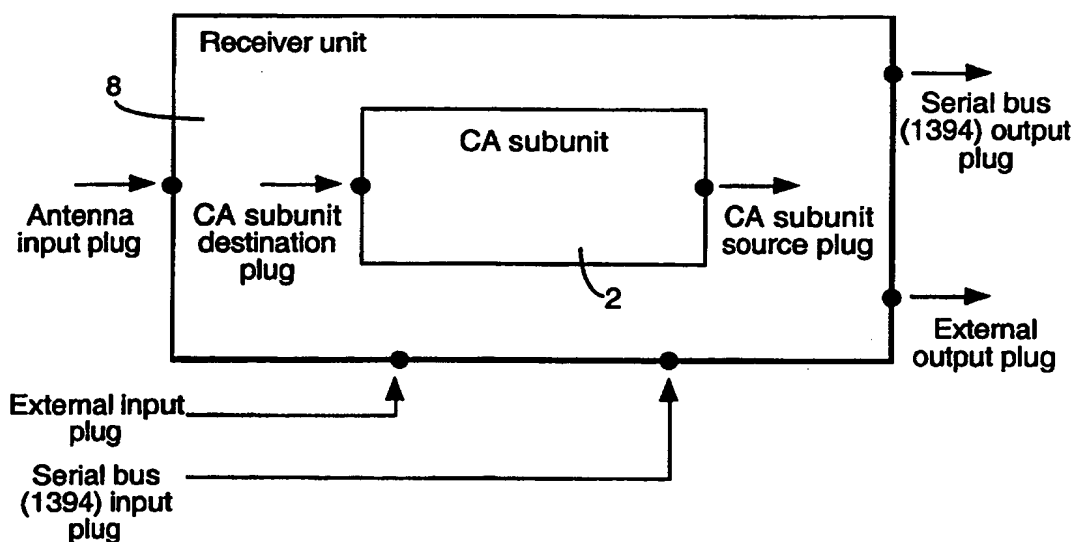 Receiver unit
8
CA subunit
Serial bus
(1394) output
plug
Antenna
input plug
CA subunit
destination
plug
CA subunit
source plug
2
External
output plug
External input
plug
Serial bus
(1394) input
plug